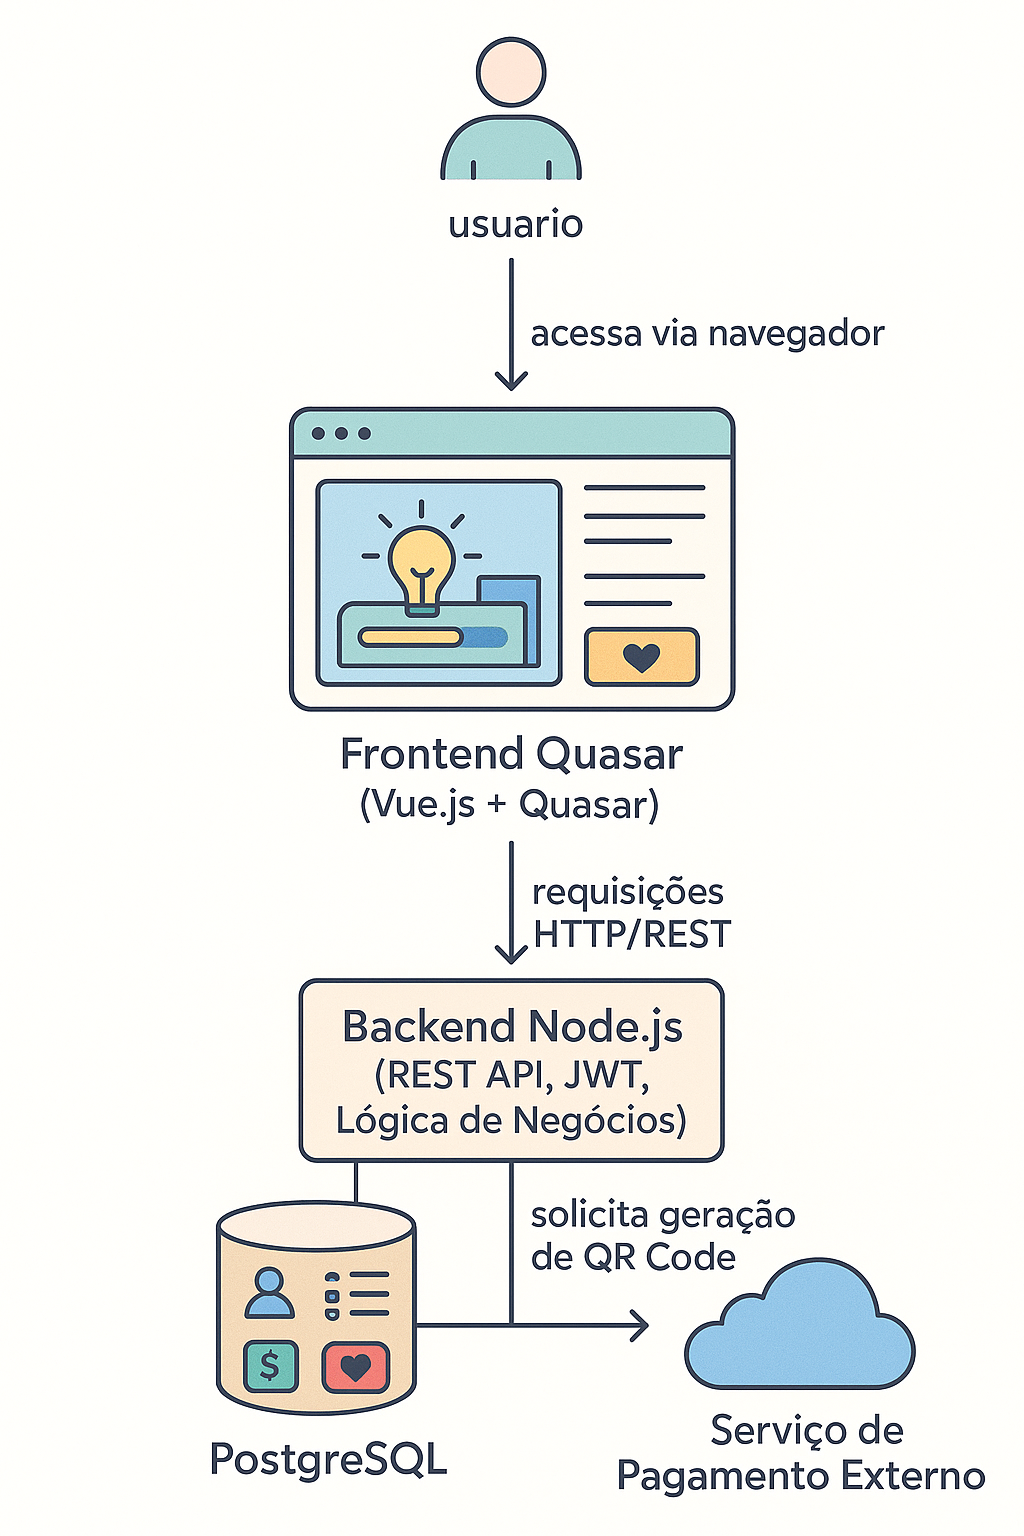 usuario
acessa via navegador
Frontend Quasar
(Vue.js + Quasar)
requisições
HTTP/REST
Backend Node.js
(REST API, JWT,
Lógica de Negócios)
solicita geração
de QR Code
$
PostgreSQL
Serviço de
Pagamento Externo